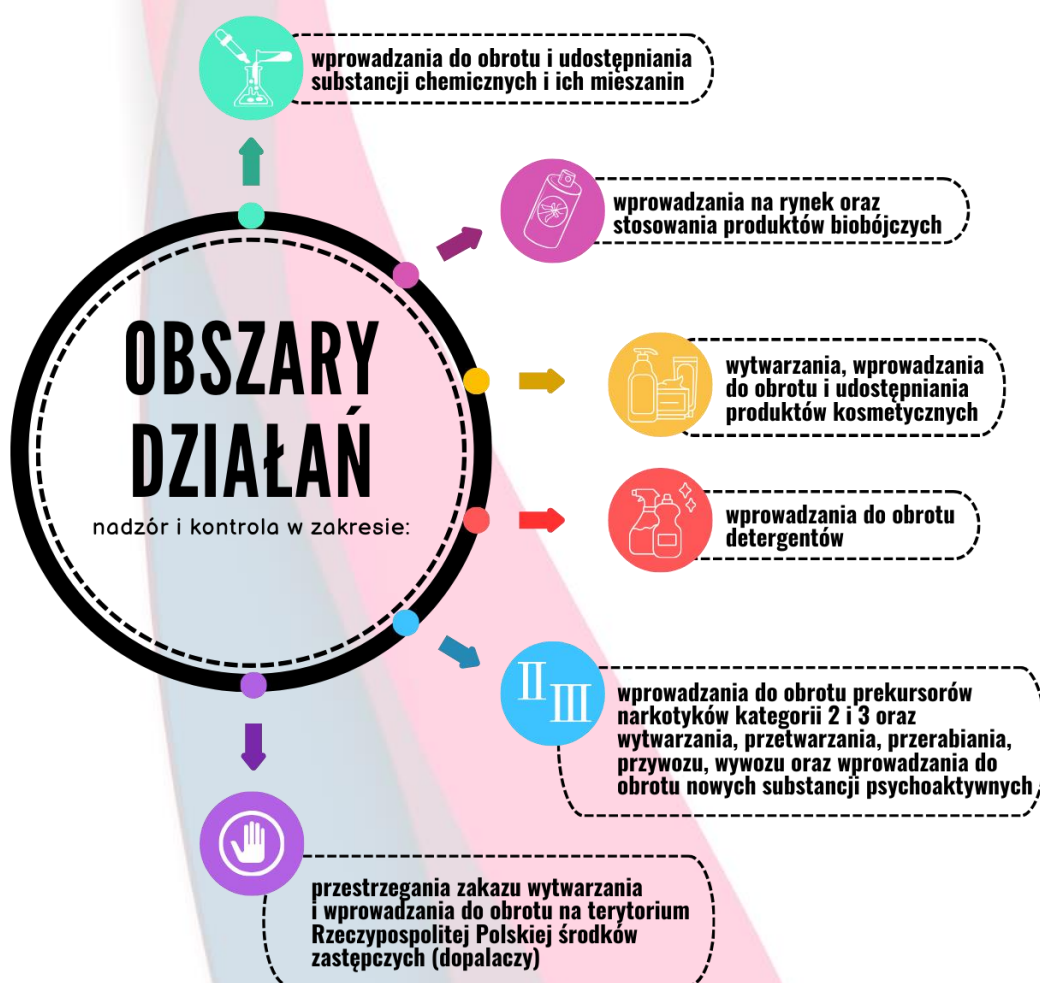 wprowadzania do obrotu i udostępniania
substancji chemicznych i ich mieszanin
wprowadzania na rynek oraz
stosowania produktów biobójczych
OBSZARY
DZIAŁAŃ
nadzór i kontrola w zakresie:
wytwarzania, wprowadzania
do obrotu i udostępniania
produktów kosmetycznych
wprowadzania do obrotu
detergentów
II
III
wprowadzania do obrotu prekursorów
narkotyków kategorii 2 i 3 oraz
wytwarzania, przetwarzania, przerabiania,
przywozu, wywozu oraz wprowadzania do
obrotu nowych substancji psychoaktywnych
przestrzegania zakazu wytwarzania
i wprowadzania do obrotu na terytorium
Rzeczypospolitej Polskiej środków
zastępczych (dopalaczy)